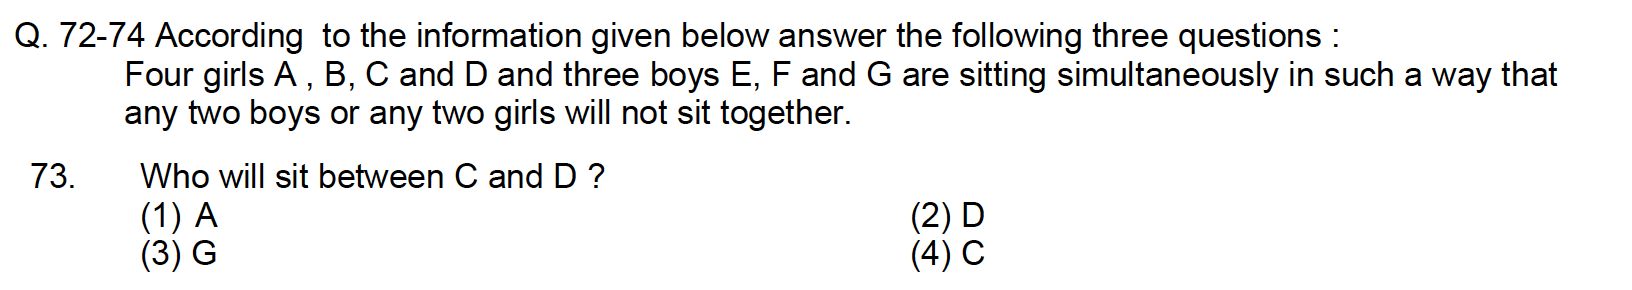 Q. 72-74 According to the information given below answer the following three questions :
Four girls A , B, C and D and three boys E, F and G are sitting simultaneously in such a way that
any two boys or any two girls will not sit together.
73. Who will sit between C and D ?
(1) A (2) D
(3) G (4) C